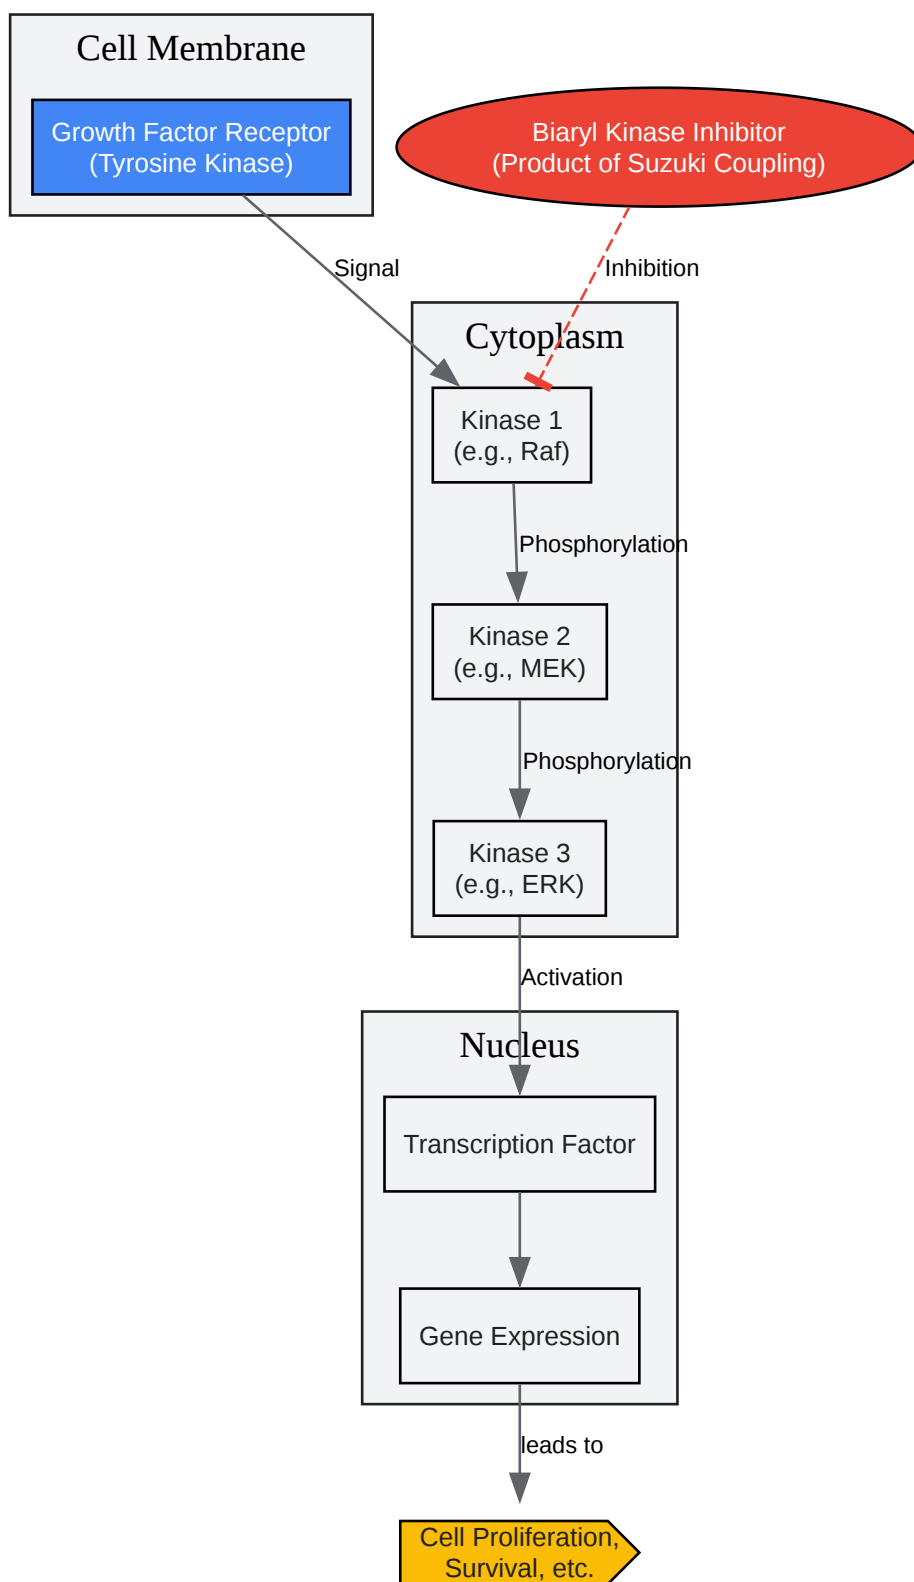 Cell Membrane
Growth Factor Receptor
(Tyrosine Kinase)
Biaryl Kinase Inhibitor
(Product of Suzuki Coupling)
Signal
Inhibition
Cytoplasm
Kinase 1
(e.g., Raf)
Phosphorylation
Kinase 2
(e.g., MEK)
Phosphorylation
Kinase 3
(e.g., ERK)
Activation
Nucleus
Transcription Factor
Gene Expression
leads to
Cell Proliferation,
Survival, etc.